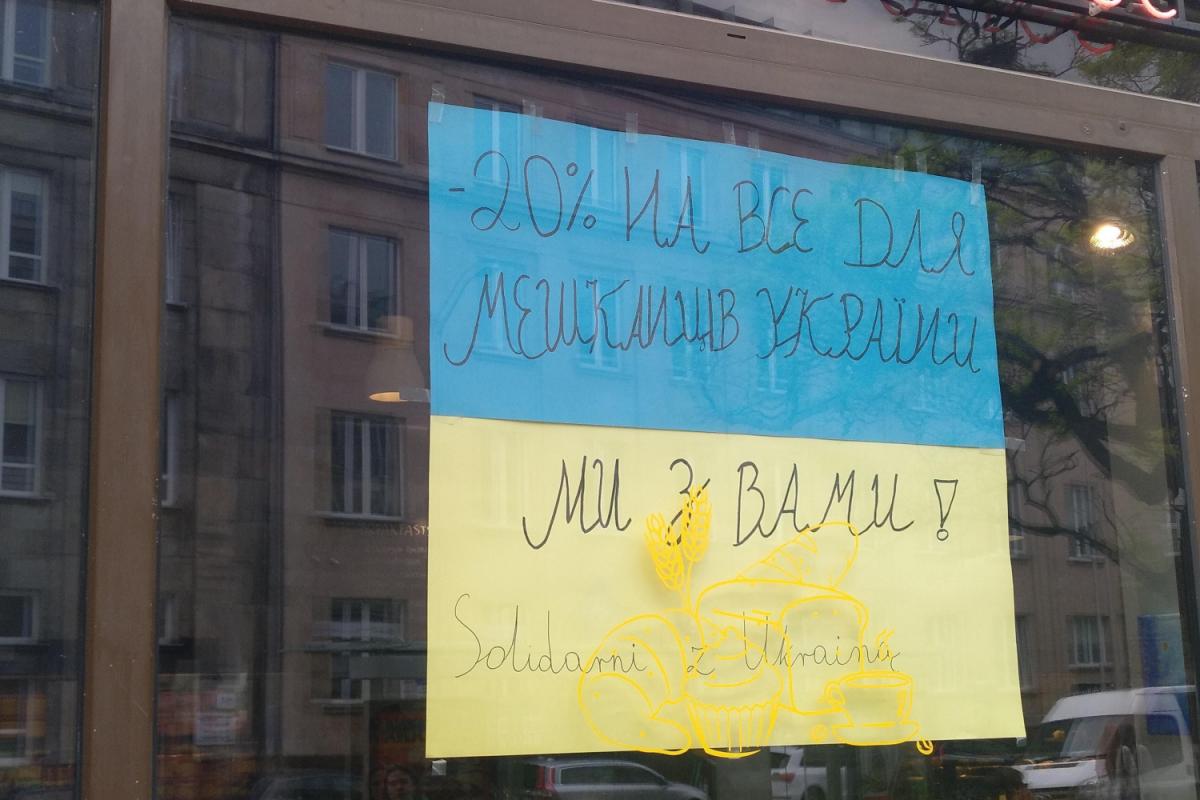 -20% НА ВСЕ ДЛЯ
МЕШКАНЦІВ УКРАЇНИ
МИ З ВАМИ!
Solidarni z Ukrainą